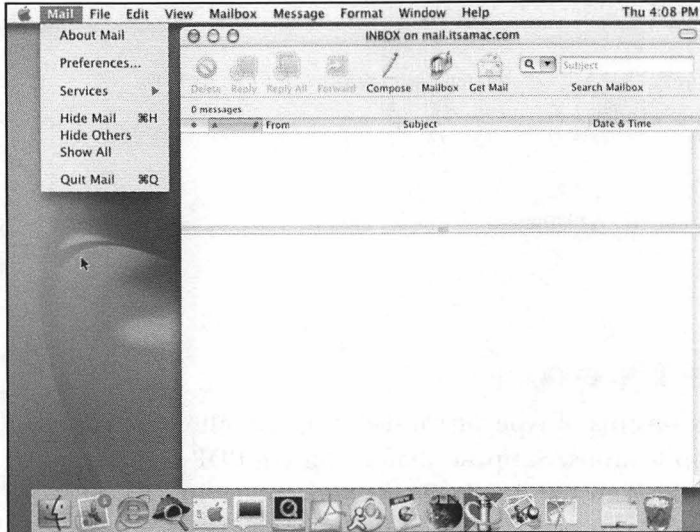 Mail File Edit View Mailbox Message Format Window Help Thu 4:08 PM
About Mail
Preferences...
Services
Hide Mail ⌘H
Hide Others
Show All
Quit Mail ⌘Q
INBOX on mail.itsamac.com
Subject
Delete Reply Reply All Forward Compose Mailbox Get Mail Search Mailbox
0 messages
# From Subject Date & Time